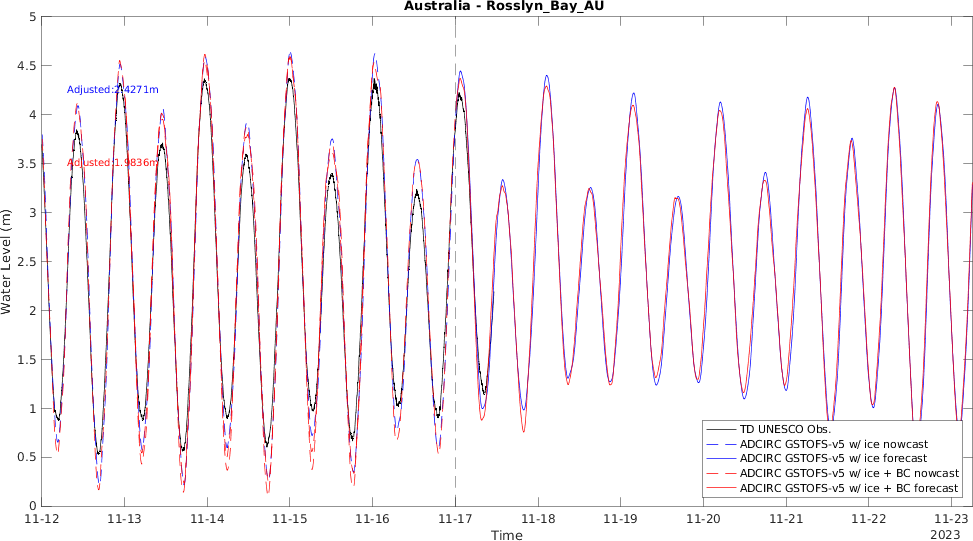 Australia - Rosslyn_Bay_AU
5
4.5
4
3.5
3
2.5
2
1.5
1
0.5
0
Water Level (m)
Adjusted:2.4271m
Adjusted:1.9836m
TD UNESCO Obs.
ADCIRC GSTOFS-v5 w/ ice nowcast
ADCIRC GSTOFS-v5 w/ ice forecast
ADCIRC GSTOFS-v5 w/ ice + BC nowcast
ADCIRC GSTOFS-v5 w/ ice + BC forecast
11-12 11-13 11-14 11-15 11-16 11-17 11-18 11-19 11-20 11-21 11-22 11-23
2023
Time